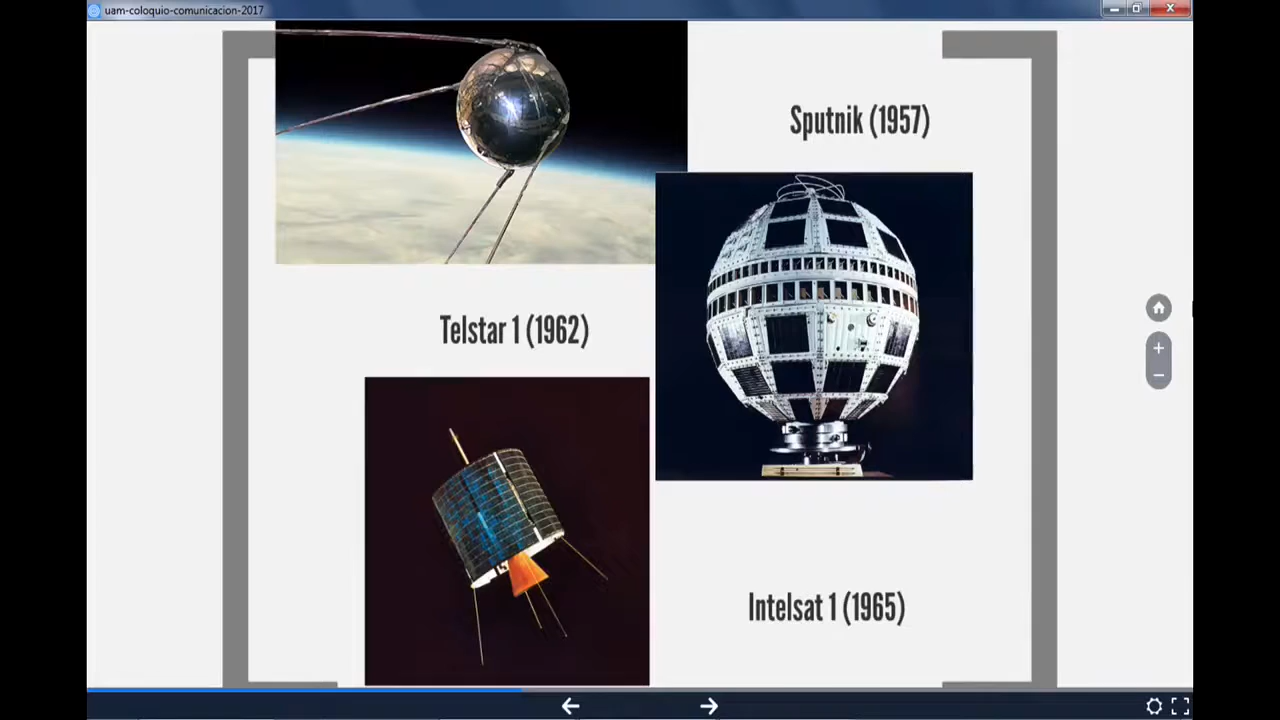 uam-coloquio-comunicacion-2017
Sputnik (1957)
Telstar 1 (1962)
Intelsat 1 (1965)